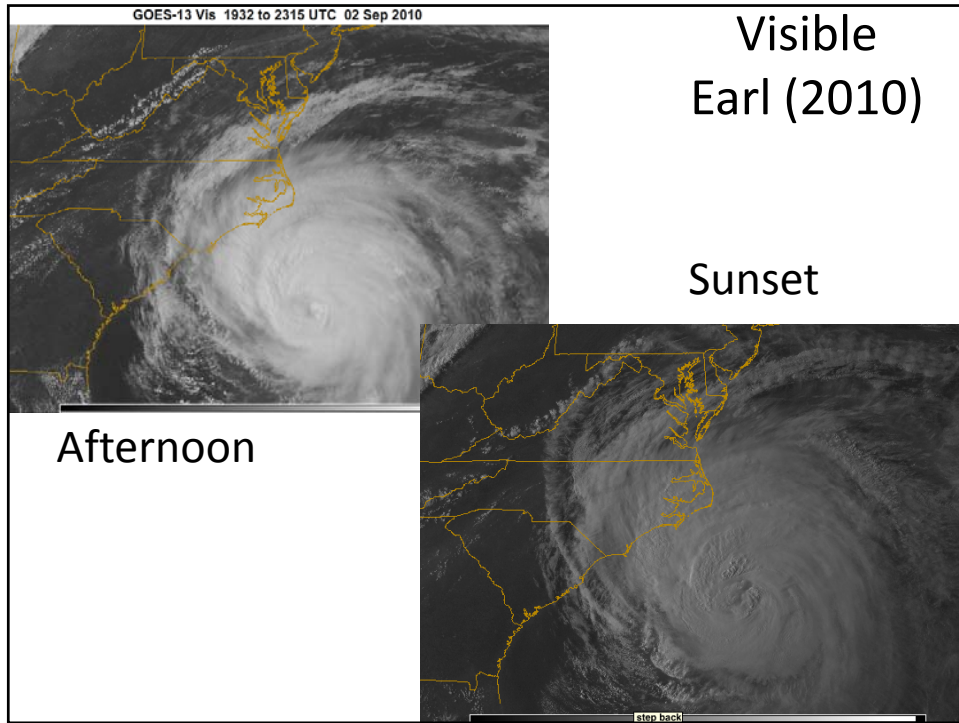 GOES-13 Vis 1932 to 2315 UTC 02 Sep 2010
Visible
Earl (2010)
Sunset
Afternoon
step back